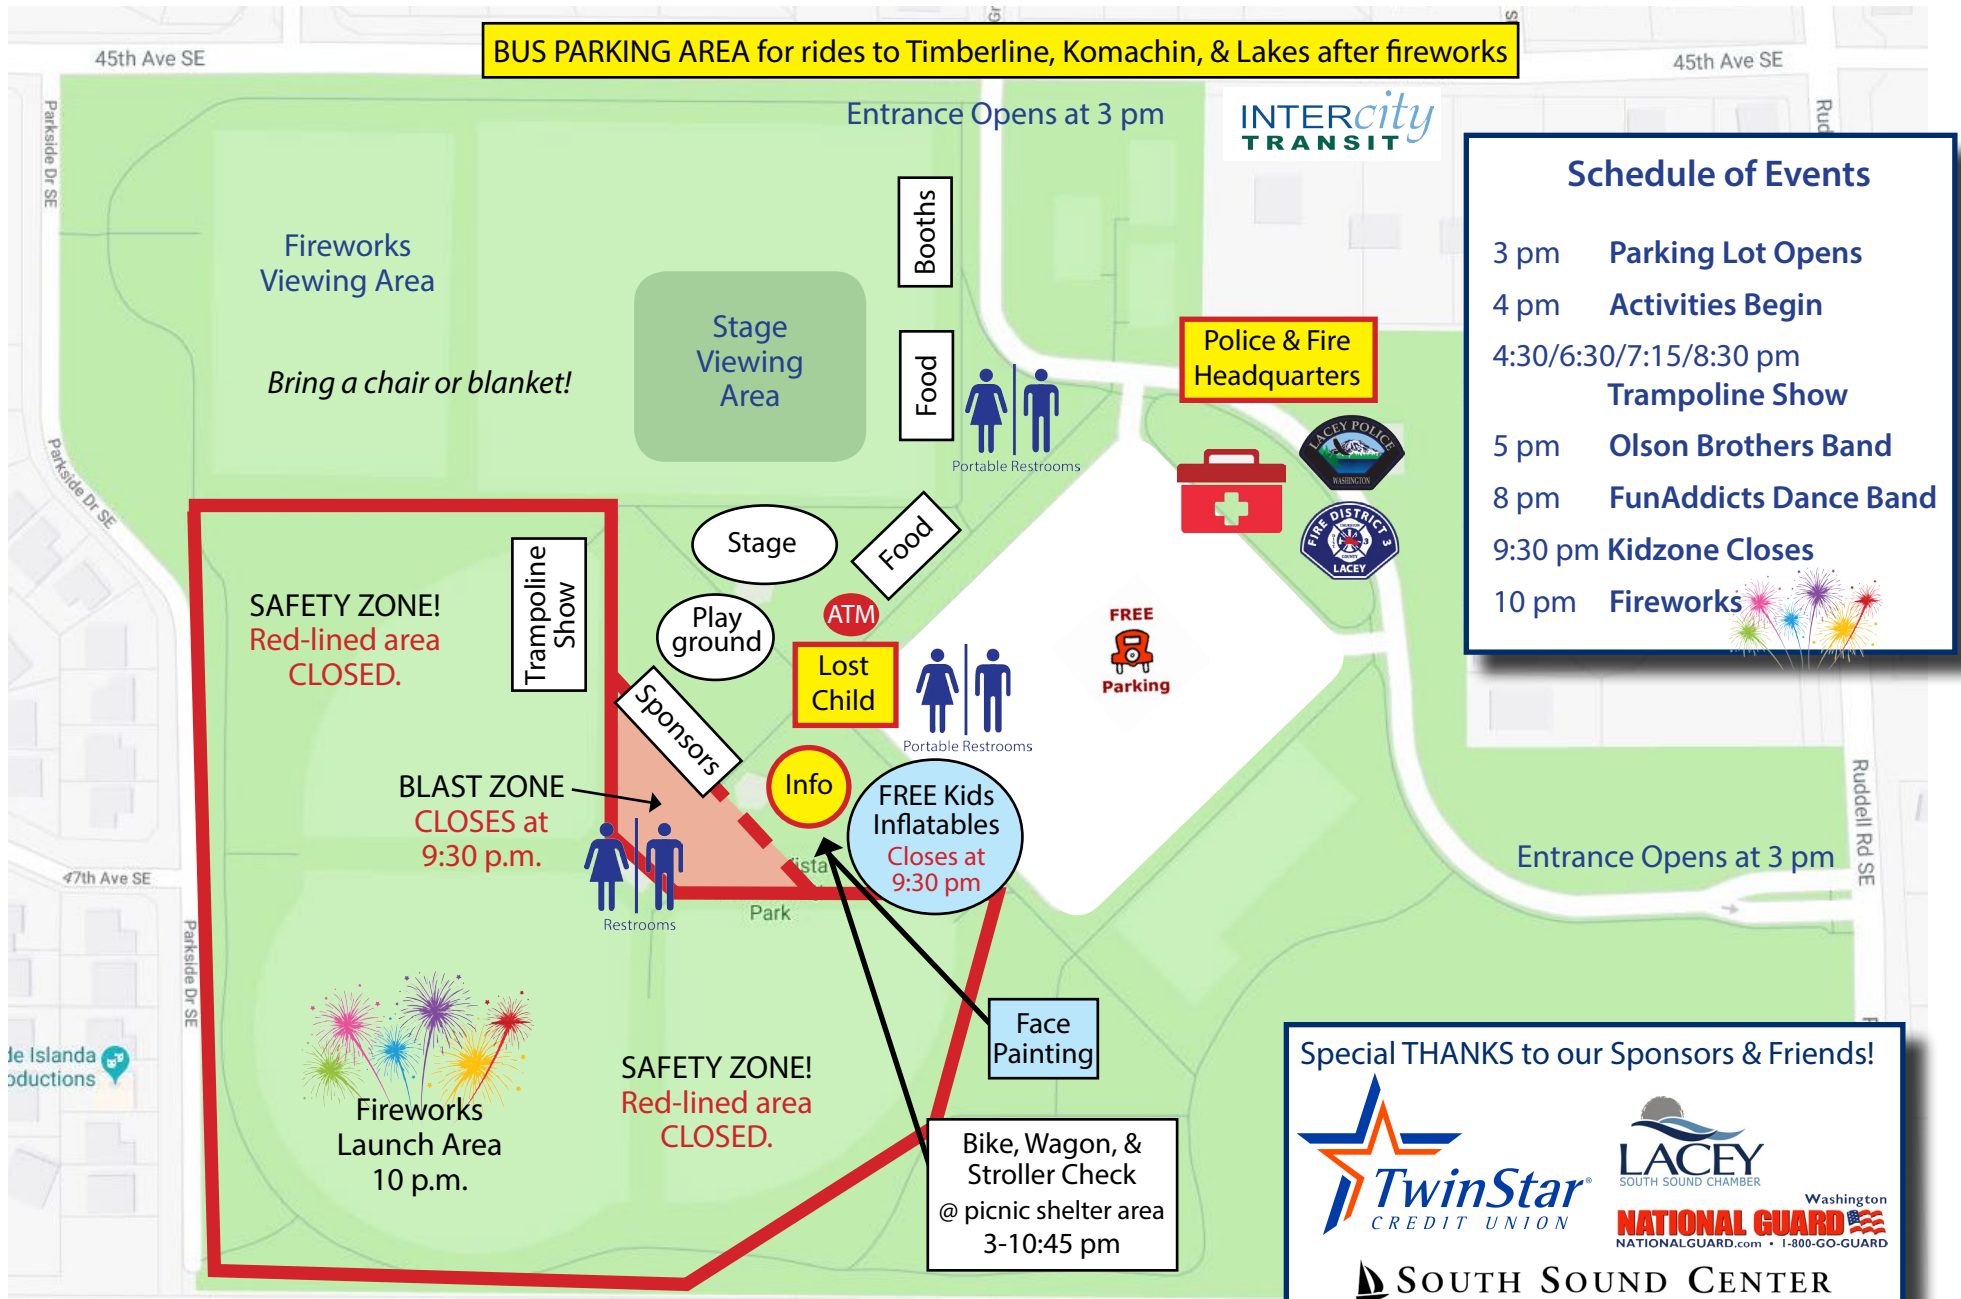 BUS PARKING AREA for rides to Timberline, Komachin, & Lakes after fireworks
45th Ave SE
45th Ave SE
Gr
S
Parkside Dr SE
Entrance Opens at 3 pm
INTERcity
TRANSIT
Rud
Schedule of Events
3 pm Parking Lot Opens
4 pm Activities Begin
4:30/6:30/7:15/8:30 pm
Trampoline Show
5 pm Olson Brothers Band
8 pm FunAddicts Dance Band
9:30 pm Kidzone Closes
10 pm Fireworks
Booths
Fireworks
Viewing Area
Bring a chair or blanket!
Stage
Viewing
Area
Food
Portable Restrooms
Police & Fire
Headquarters
LACEY POLICE
WASHINGTON
FIRE DISTRICT 3
LACEY
Parkside Dr SE
Stage
Food
Trampoline
Show
SAFETY ZONE!
Red-lined area
CLOSED.
Play
ground
ATM
Lost
Child
FREE
Parking
Sponsors
Portable Restrooms
Info
BLAST ZONE
CLOSES at
9:30 p.m.
FREE Kids
Inflatables
Closes at
9:30 pm
Restrooms
ista
Park
47th Ave SE
Entrance Opens at 3 pm
Ruddell Rd SE
Parkside Dr SE
de Islanda
oductions
Fireworks
Launch Area
10 p.m.
SAFETY ZONE!
Red-lined area
CLOSED.
Face
Painting
Bike, Wagon, &
Stroller Check
@ picnic shelter area
3-10:45 pm
Special THANKS to our Sponsors & Friends!
TwinStar®
CREDIT UNION
LACEY
SOUTH SOUND CHAMBER
Washington
NATIONAL GUARD
NATIONALGUARD.com • 1-800-GO-GUARD
SOUTH SOUND CENTER